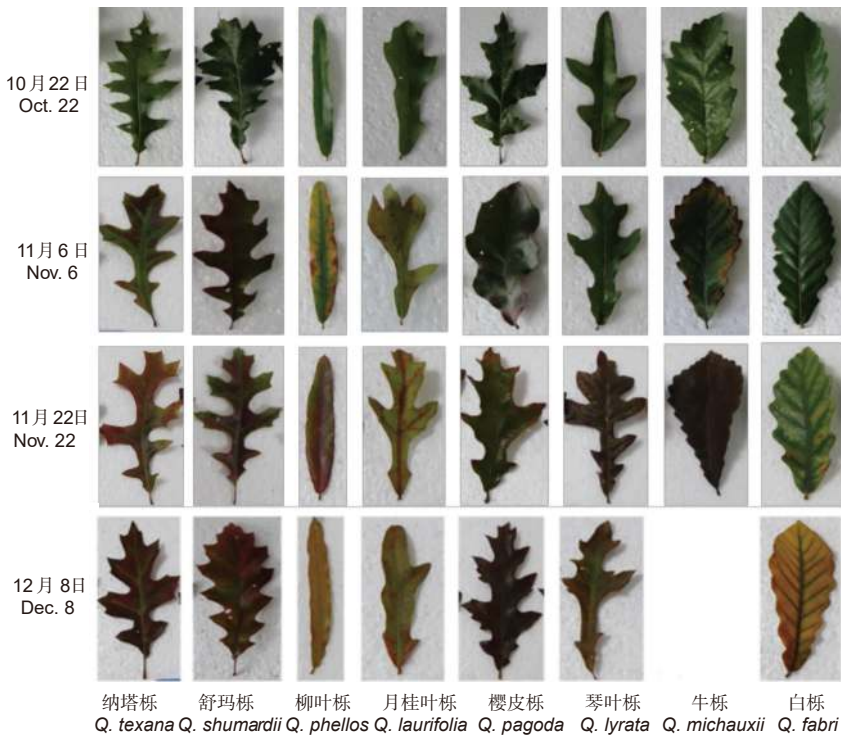 10月22日
Oct. 22
11月6日
Nov. 6
11月22日
Nov. 22
12月8日
Dec. 8
纳塔栎 舒玛栎 柳叶栎 月桂叶栎 樱皮栎 琴叶栎 牛栎 白栎
Q. texana Q. shumardii Q. phellos Q. laurifolia Q. pagoda Q. lyrata Q. michauxii Q. fabri